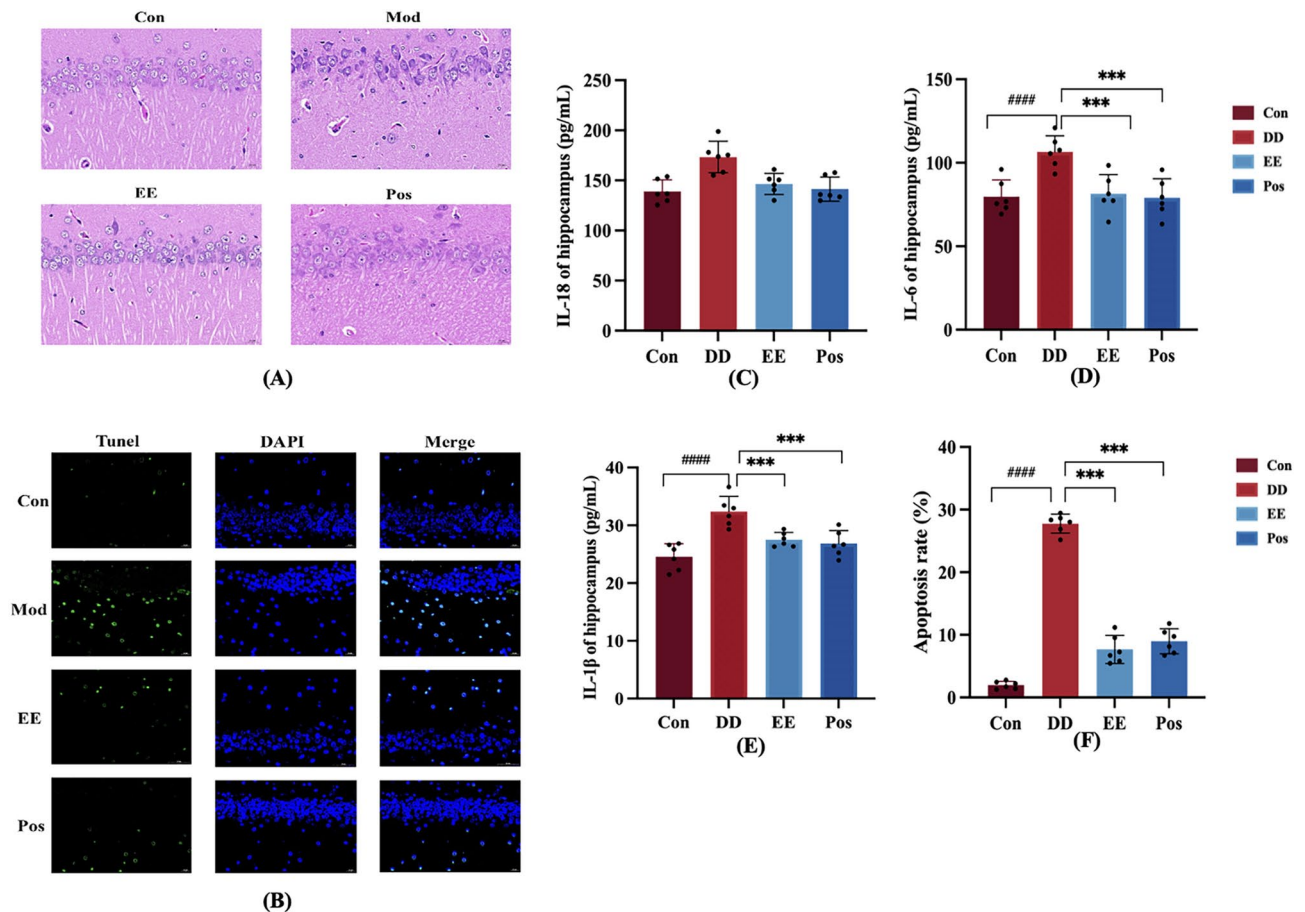 Con
Mod
EE
Pos
(A)
Tunel
DAPI
Merge
Con
Mod
EE
Pos
(B)
IL-18 of hippocampus (pg/mL)
250
200
150
100
50
0
Con
DD
EE
Pos
(C)
IL-6 of hippocampus (pg/mL)
150
100
50
0
####
***
***
Con
DD
EE
Pos
(D)
Con
DD
EE
Pos
IL-1β of hippocampus (pg/mL)
40
30
20
10
0
####
***
***
Con
DD
EE
Pos
(E)
Apoptosis rate (%)
40
30
20
10
0
####
***
***
Con
DD
EE
Pos
(F)
Con
DD
EE
Pos